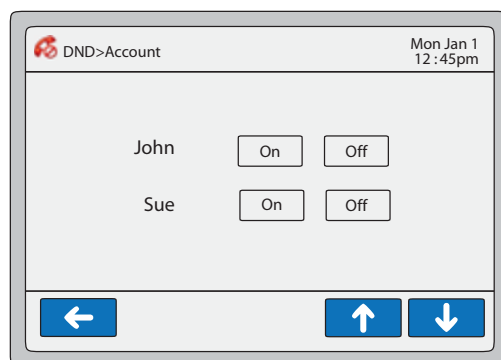 DND>Account
Mon Jan 1
12:45pm
John On Off
Sue On Off